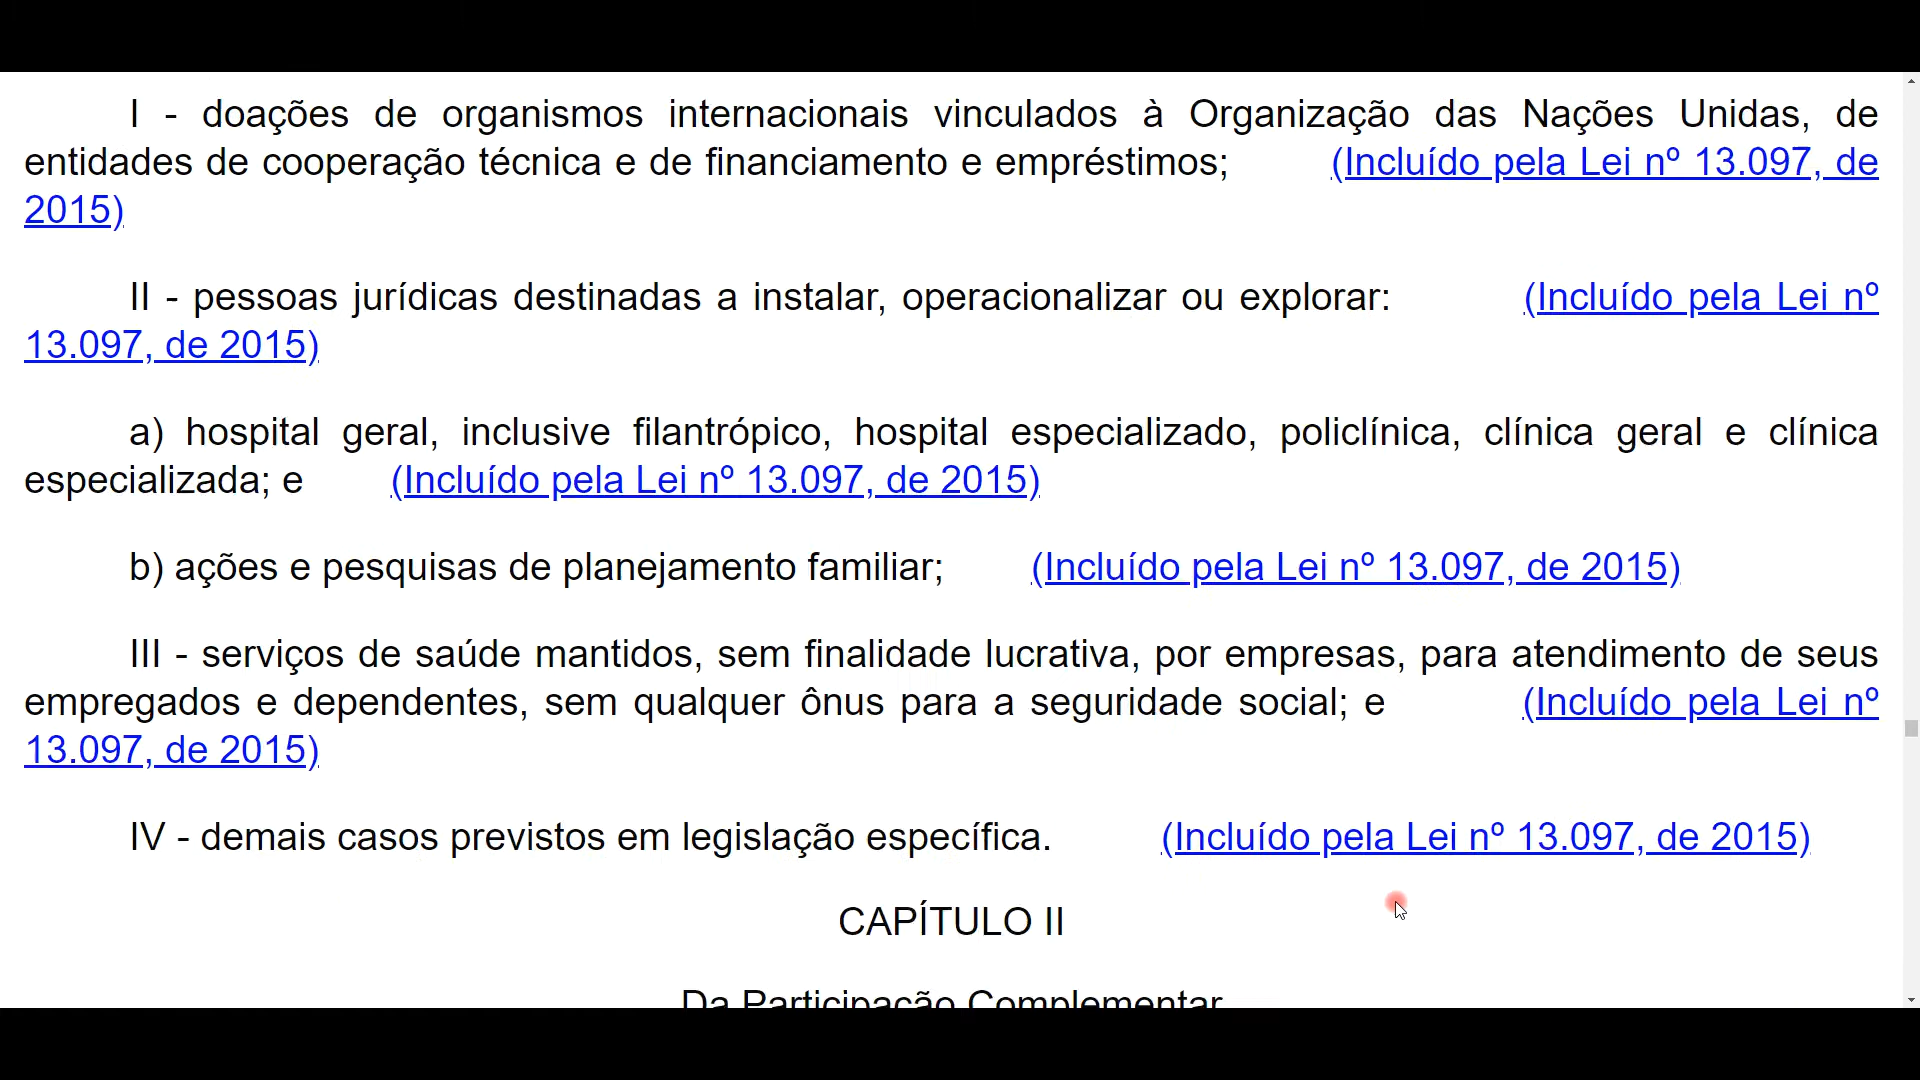 I - doações de organismos internacionais vinculados à Organização das Nações Unidas, de
entidades de cooperação técnica e de financiamento e empréstimos; (Incluído pela Lei nº 13.097, de
2015)
II - pessoas jurídicas destinadas a instalar, operacionalizar ou explorar: (Incluído pela Lei nº
13.097, de 2015)
a) hospital geral, inclusive filantrópico, hospital especializado, policlínica, clínica geral e clínica
especializada; e (Incluído pela Lei nº 13.097, de 2015)
b) ações e pesquisas de planejamento familiar; (Incluído pela Lei nº 13.097, de 2015)
III - serviços de saúde mantidos, sem finalidade lucrativa, por empresas, para atendimento de seus
empregados e dependentes, sem qualquer ônus para a seguridade social; e (Incluído pela Lei nº
13.097, de 2015)
IV - demais casos previstos em legislação específica. (Incluído pela Lei nº 13.097, de 2015)
CAPÍTULO II
Da Participação Complementar